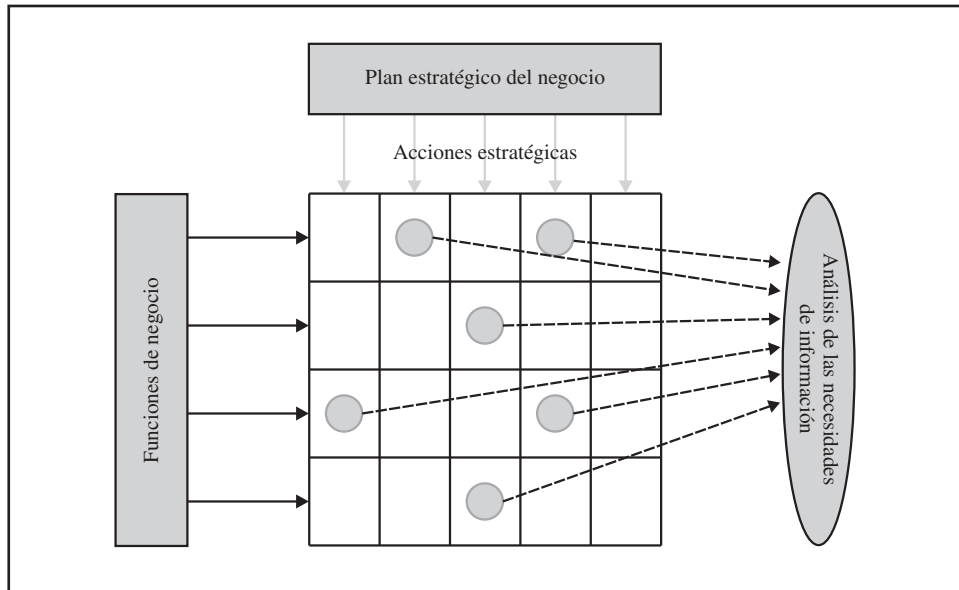 Plan estratégico del negocio
Acciones estratégicas
Funciones de negocio
Análisis de las necesidades
de información